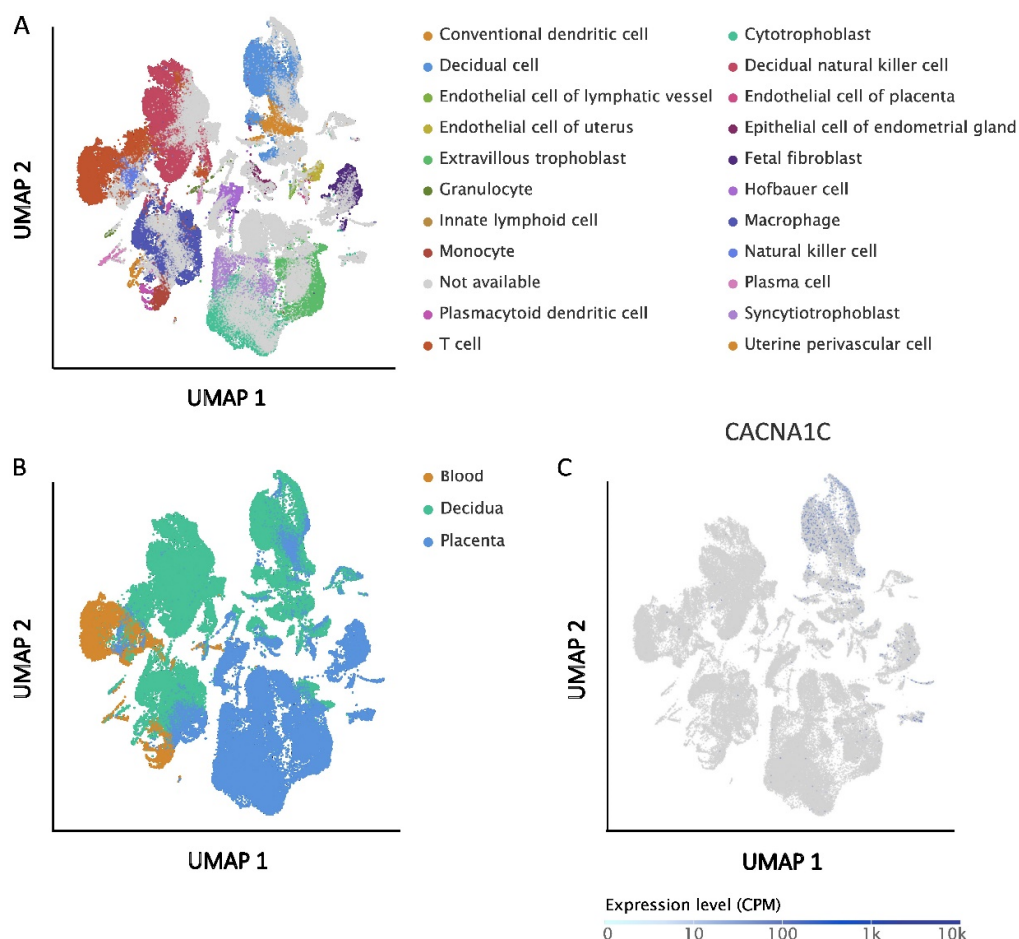 A
UMAP 2
UMAP 1
Conventional dendritic cell
Decidual cell
Endothelial cell of lymphatic vessel
Endothelial cell of uterus
Extravillous trophoblast
Granulocyte
Innate lymphoid cell
Monocyte
Not available
Plasmacytoid dendritic cell
T cell
Cytotrophoblast
Decidual natural killer cell
Endothelial cell of placenta
Epithelial cell of endometrial gland
Fetal fibroblast
Hofbauer cell
Macrophage
Natural killer cell
Plasma cell
Syncytiotrophoblast
Uterine perivascular cell
B
UMAP 2
UMAP 1
Blood
Decidua
Placenta
CACNA1C
C
UMAP 2
UMAP 1
Expression level (CPM)
0 10 100 1k 10k